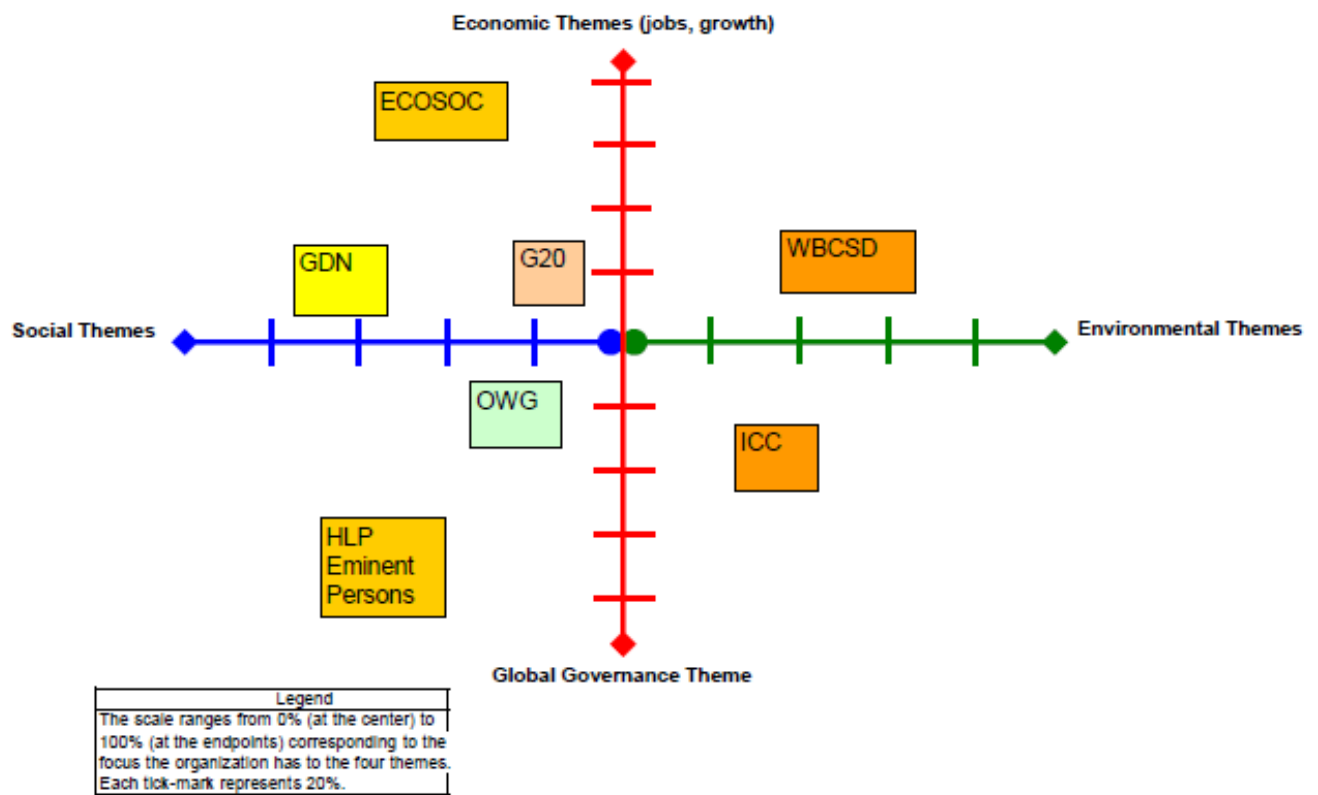 Economic Themes (jobs, growth)
ECOSOC
GDN
G20
WBCSD
Social Themes
Environmental Themes
OWG
ICC
HLP
Eminent
Persons
Global Governance Theme
Legend
The scale ranges from 0% (at the center) to
100% (at the endpoints) corresponding to the
focus the organization has to the four themes.
Each tick-mark represents 20%.